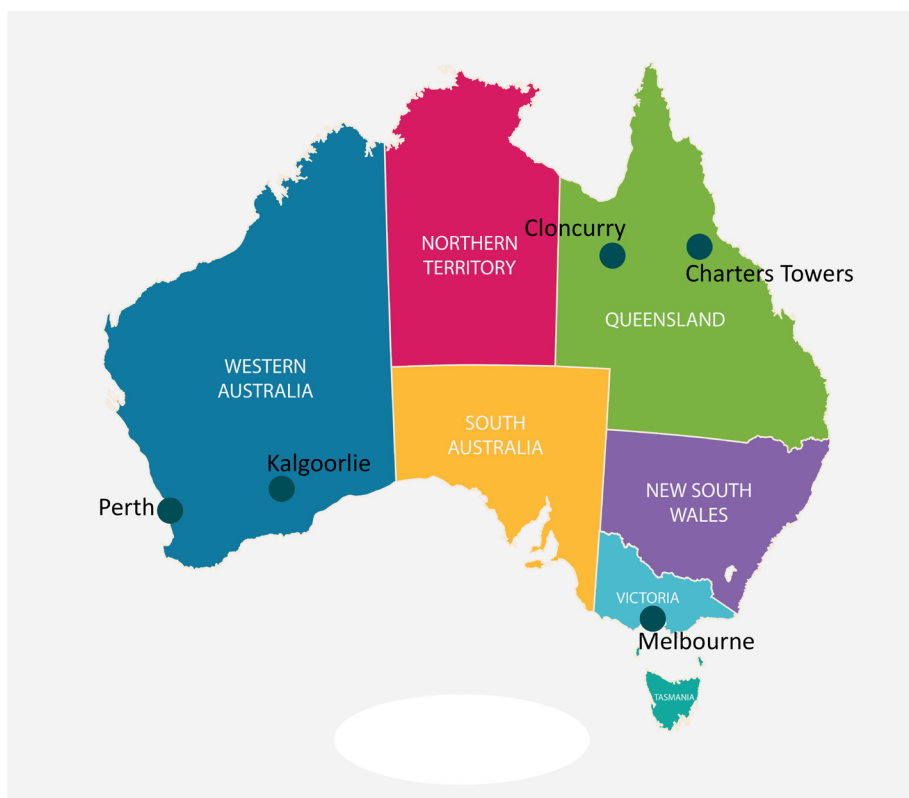 Cloncurry
NORTHERN
TERRITORY
Charters Towers
QUEENSLAND
WESTERN
AUSTRALIA
SOUTH
AUSTRALIA
Kalgoorlie
Perth
NEW SOUTH
WALES
VICTORIA
Melbourne
TASMANIA